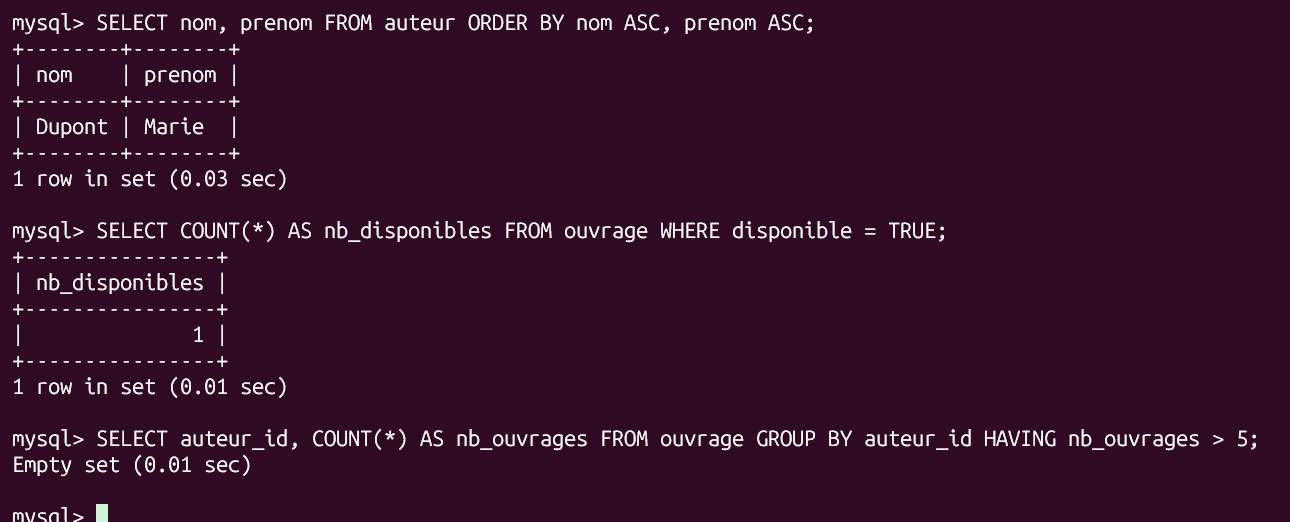 mysql> SELECT nom, prenom FROM auteur ORDER BY nom ASC, prenom ASC;
+--------+--------+
| nom    | prenom |
+--------+--------+
| Dupont | Marie  |
+--------+--------+
1 row in set (0.03 sec)

mysql> SELECT COUNT(*) AS nb_disponibles FROM ouvrage WHERE disponible = TRUE;
+----------------+
| nb_disponibles |
+----------------+
|              1 |
+----------------+
1 row in set (0.01 sec)

mysql> SELECT auteur_id, COUNT(*) AS nb_ouvrages FROM ouvrage GROUP BY auteur_id HAVING nb_ouvrages > 5;
Empty set (0.01 sec)

mysql>